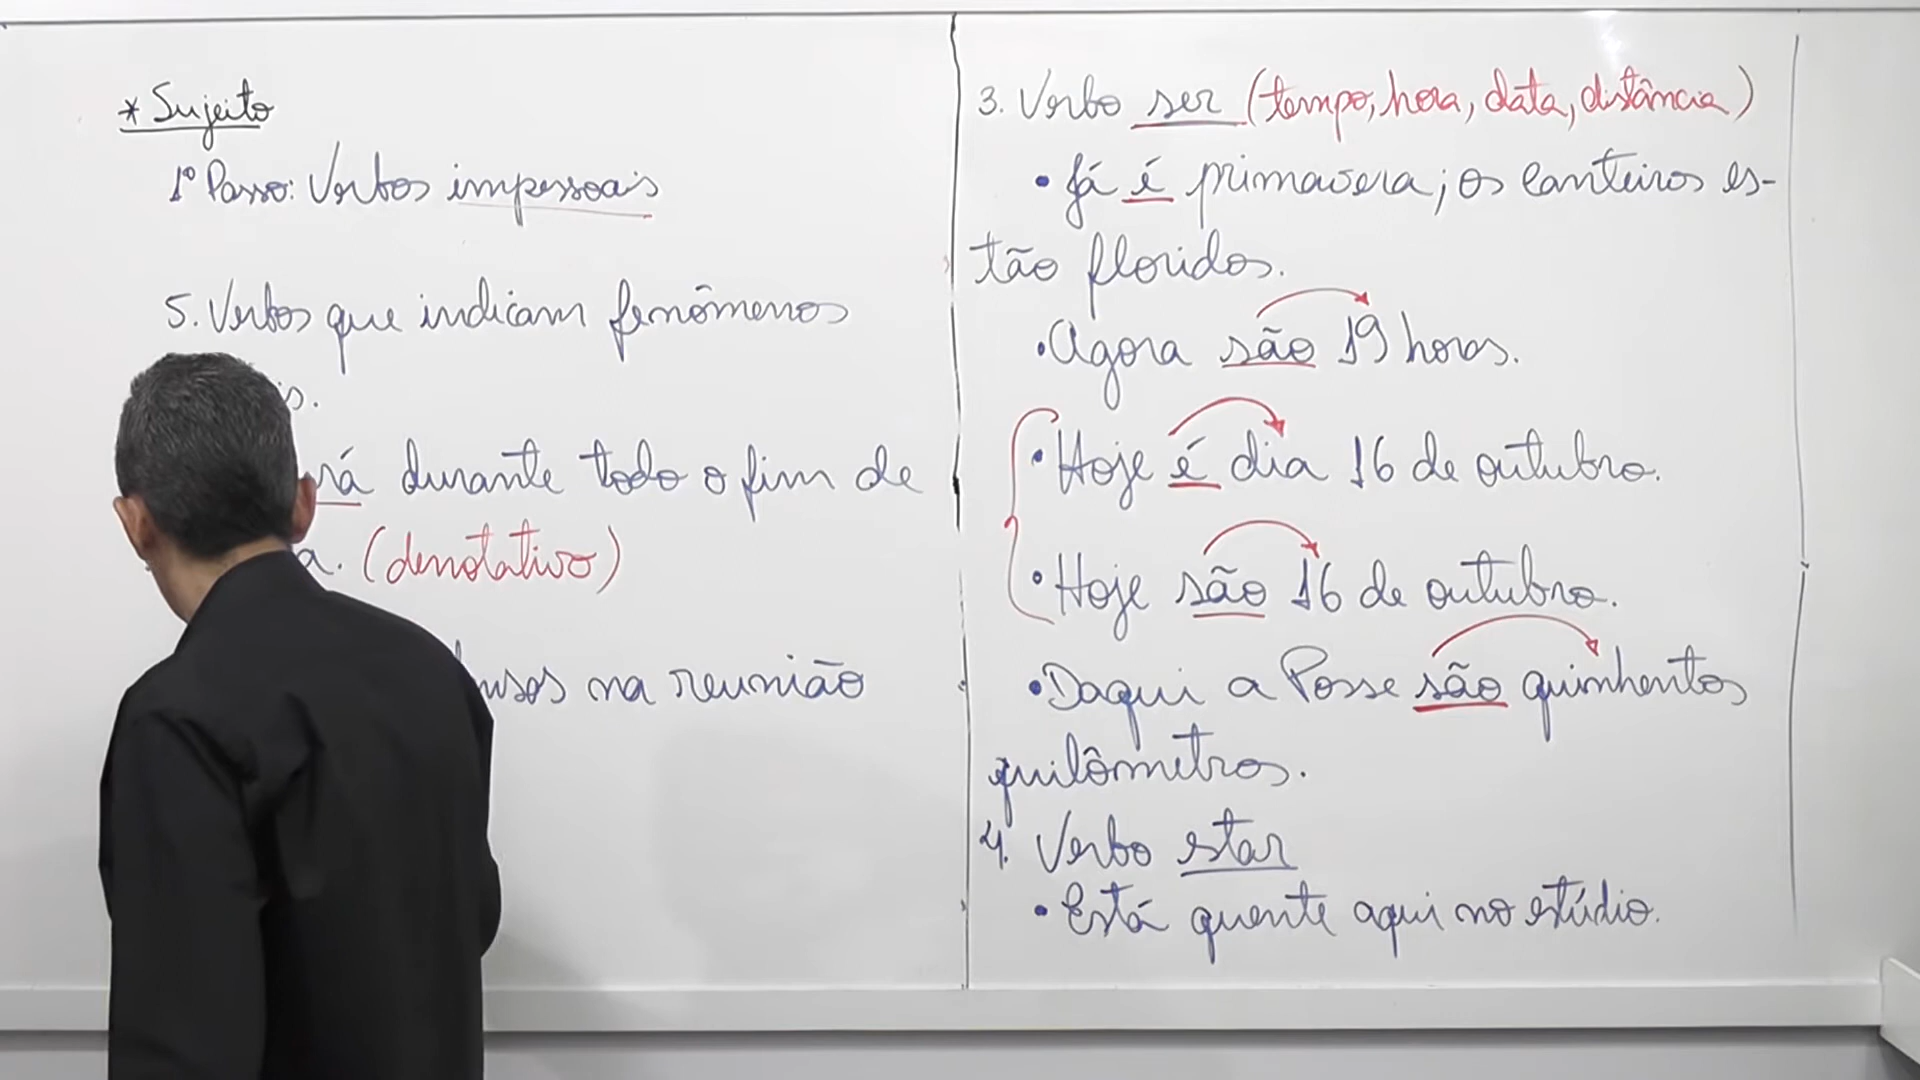 * Sujeito
1º Passo: Verbos impessoais
5. Verbos que indicam fenômenos
is.
rá durante todo o fim de
a. (denotativo)
nsos na reunião
3. Verbo ser (tempo, hora, data, distância)
• Já é primavera; os canteiros es-
tão floridos.
• Agora são 19 horas.
• Hoje é dia 16 de outubro.
• Hoje são 16 de outubro.
• Daqui a Posse são quinhentos
quilômetros.
4. Verbo estar
• Está quente aqui no estúdio.